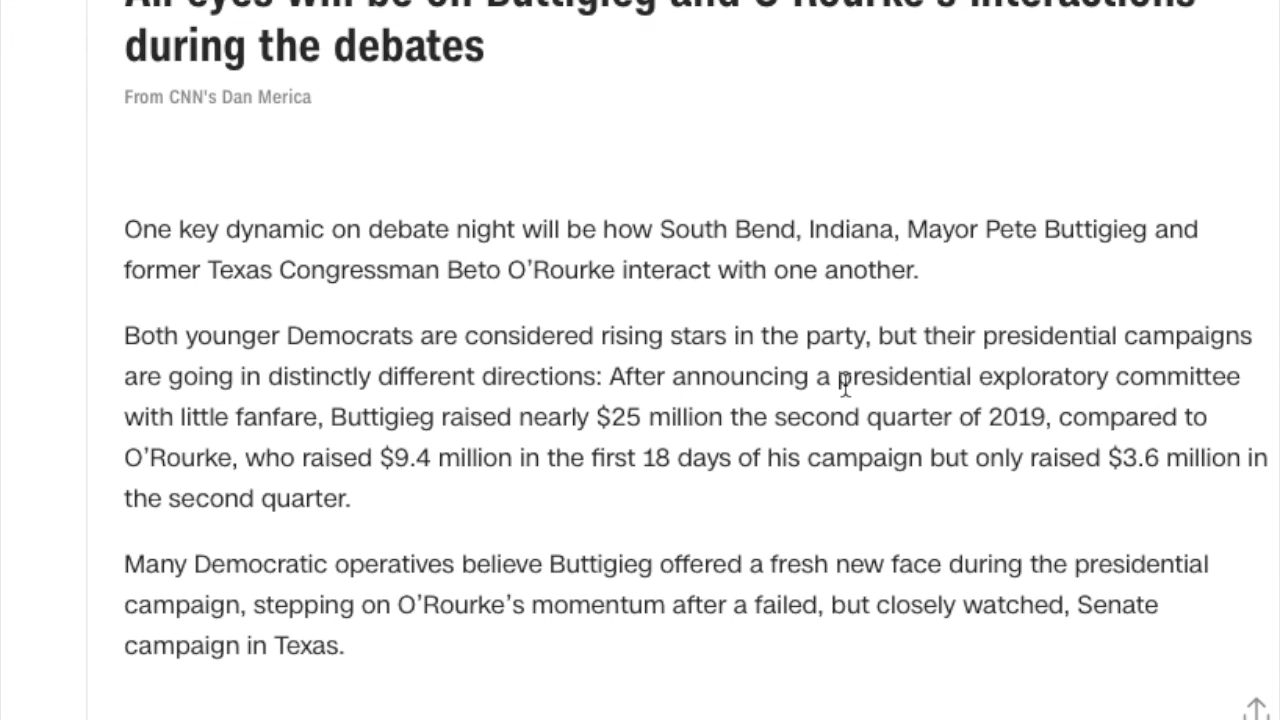 All eyes will be on Buttigieg and O'Rourke's interactions
during the debates
From CNN's Dan Merica
One key dynamic on debate night will be how South Bend, Indiana, Mayor Pete Buttigieg and
former Texas Congressman Beto O’Rourke interact with one another.
Both younger Democrats are considered rising stars in the party, but their presidential campaigns
are going in distinctly different directions: After announcing a presidential exploratory committee
with little fanfare, Buttigieg raised nearly $25 million the second quarter of 2019, compared to
O’Rourke, who raised $9.4 million in the first 18 days of his campaign but only raised $3.6 million in
the second quarter.
Many Democratic operatives believe Buttigieg offered a fresh new face during the presidential
campaign, stepping on O’Rourke’s momentum after a failed, but closely watched, Senate
campaign in Texas.